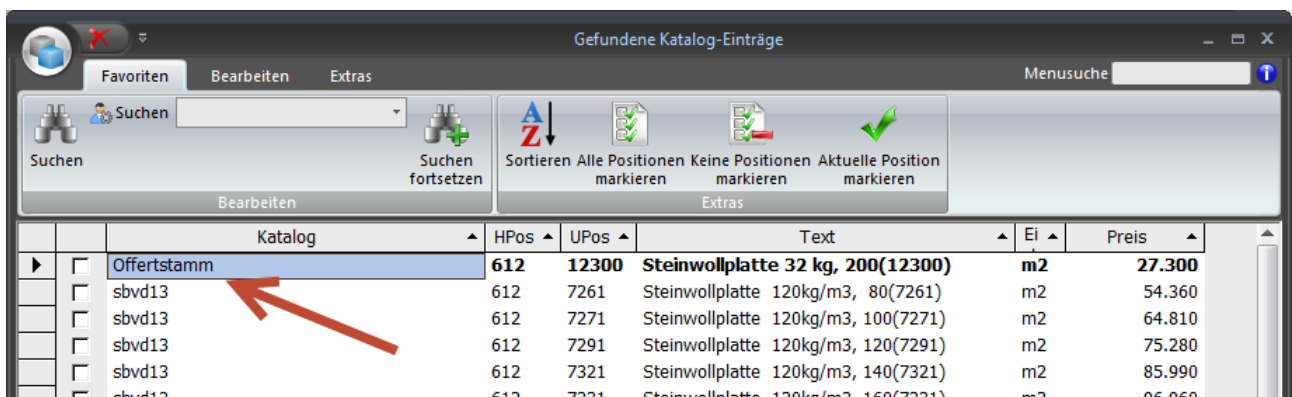 Gefundene Katalog-Einträge
Favoriten Bearbeiten Extras Menusuche
Suchen
Suchen Suchen fortsetzen Sortieren Alle Positionen markieren Keine Positionen markieren Aktuelle Position markieren
Bearbeiten Extras
Katalog HPos UPos Text Ei Preis
Offertstamm 612 12300 Steinwollplatte 32 kg, 200(12300) m2 27.300
sbvd13 612 7261 Steinwollplatte 120kg/m3, 80(7261) m2 54.360
sbvd13 612 7271 Steinwollplatte 120kg/m3, 100(7271) m2 64.810
sbvd13 612 7291 Steinwollplatte 120kg/m3, 120(7291) m2 75.280
sbvd13 612 7321 Steinwollplatte 120kg/m3, 140(7321) m2 85.990